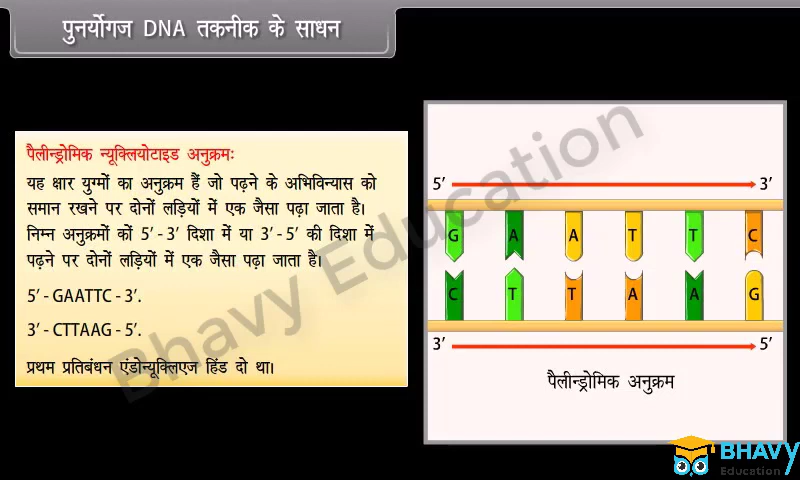 पुनर्योगज DNA तकनीक के साधन
पैलीन्ड्रोमिक न्यूक्लियोटाइड अनुक्रमः
यह क्षार युग्मों का अनुक्रम हैं जो पढ़ने के अभिविन्यास को
समान रखने पर दोनों लड़ियों में एक जैसा पढ़ा जाता है।
निम्न अनुक्रमों कों 5′-3′ दिशा में या 3′-5′ की दिशा में
पढ़ने पर दोनों लड़ियों में एक जैसा पढ़ा जाता है।
5′-GAATTC-3′.
3′-CTTAAG-5′.
प्रथम प्रतिबंधन एंडोन्यूक्लिएज हिंड दो था।
5′ 3′
G A A T T C
C T T A A G
3′ 5′
पैलीन्ड्रोमिक अनुक्रम
Bhavy Education
BHAVY
Education